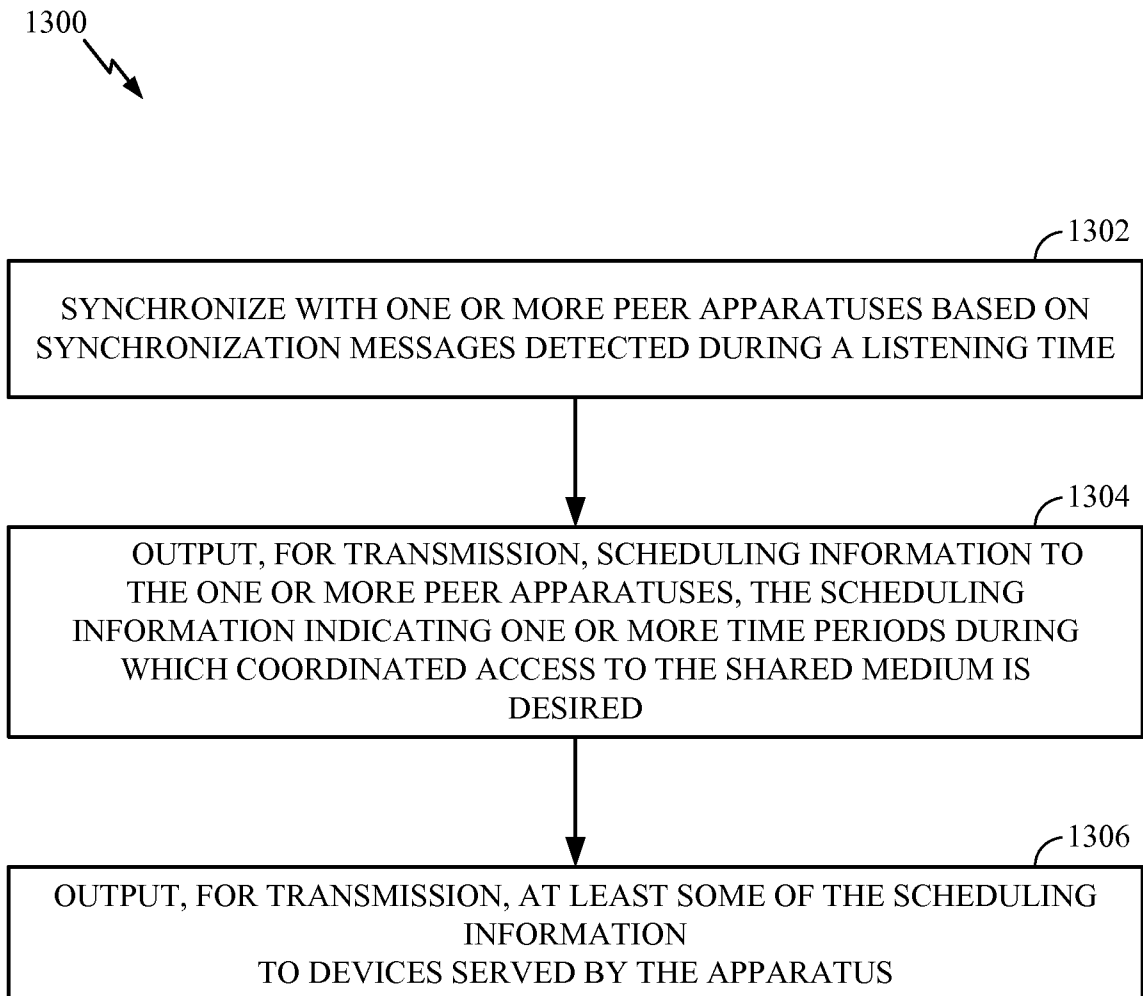 1300
1302
SYNCHRONIZE WITH ONE OR MORE PEER APPARATUSES BASED ON
SYNCHRONIZATION MESSAGES DETECTED DURING A LISTENING TIME
1304
OUTPUT, FOR TRANSMISSION, SCHEDULING INFORMATION TO
THE ONE OR MORE PEER APPARATUSES, THE SCHEDULING
INFORMATION INDICATING ONE OR MORE TIME PERIODS DURING
WHICH COORDINATED ACCESS TO THE SHARED MEDIUM IS
DESIRED
1306
OUTPUT, FOR TRANSMISSION, AT LEAST SOME OF THE SCHEDULING
INFORMATION
TO DEVICES SERVED BY THE APPARATUS